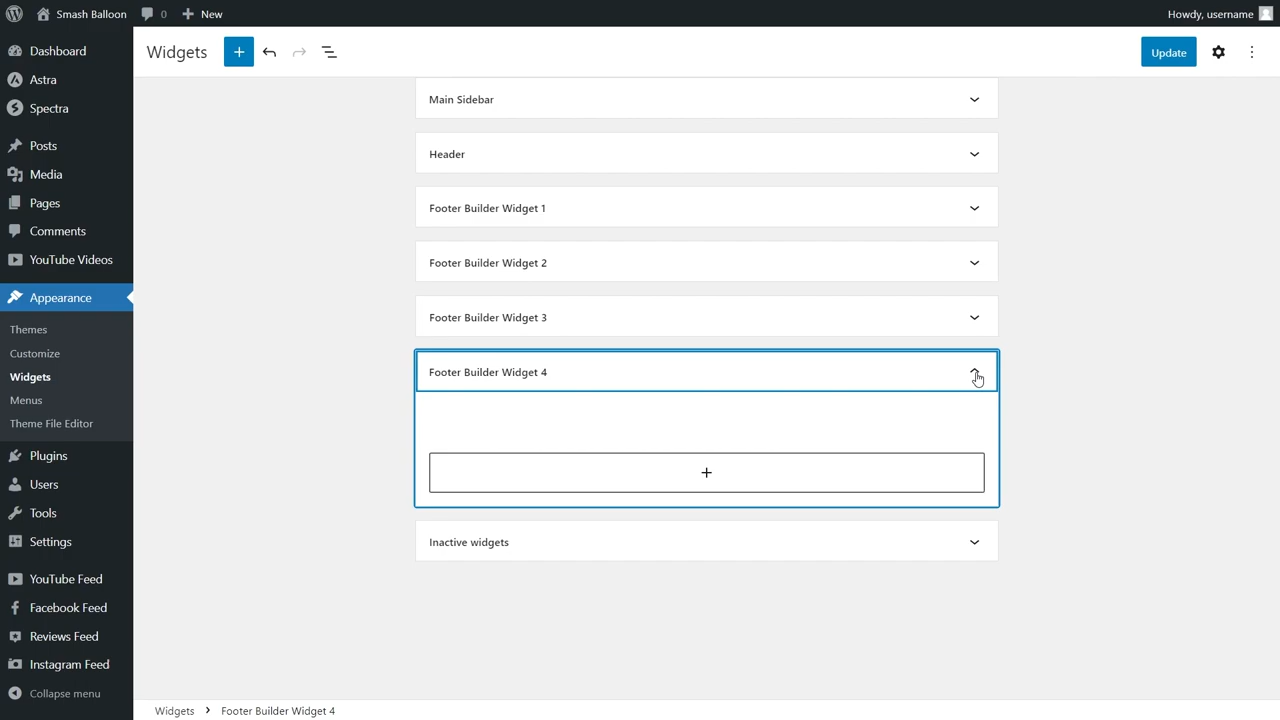 Smash Balloon
0
New
Howdy, username
Dashboard
Astra
Spectra
Posts
Media
Pages
Comments
YouTube Videos
Appearance
Themes
Customize
Widgets
Menus
Theme File Editor
Plugins
Users
Tools
Settings
YouTube Feed
Facebook Feed
Reviews Feed
Instagram Feed
Collapse menu
Widgets
Update
Main Sidebar
Header
Footer Builder Widget 1
Footer Builder Widget 2
Footer Builder Widget 3
Footer Builder Widget 4
Inactive widgets
Widgets > Footer Builder Widget 4